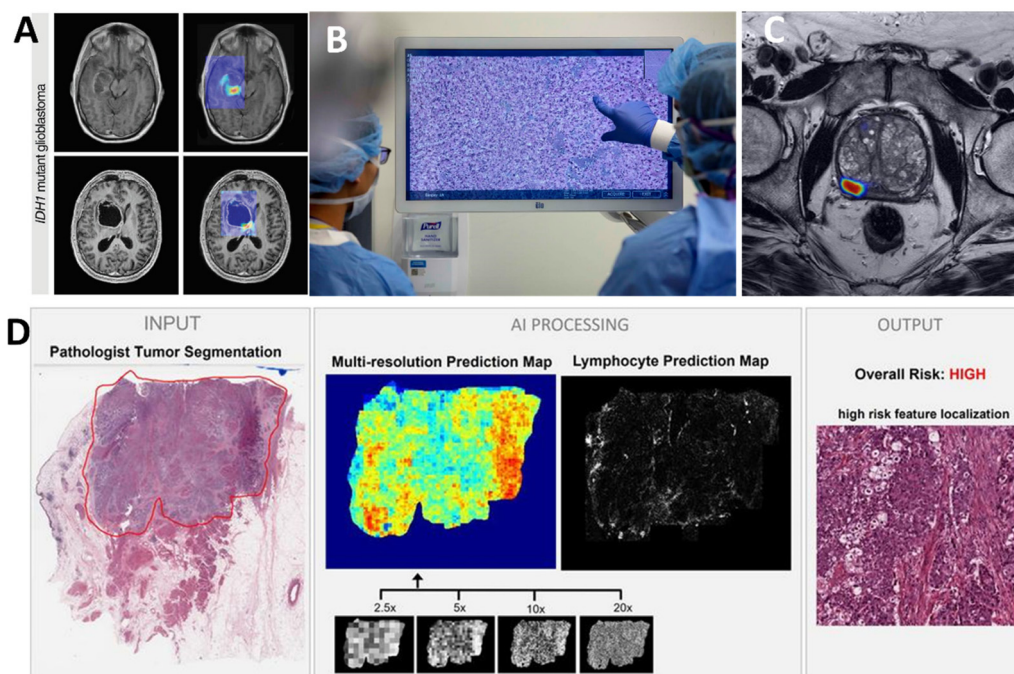 A
IDH1 mutant glioblastoma
B
Purell
C
D
INPUT
Pathologist Tumor Segmentation
AI PROCESSING
Multi-resolution Prediction Map
Lymphocyte Prediction Map
2.5x
5x
10x
20x
OUTPUT
Overall Risk: HIGH
high risk feature localization